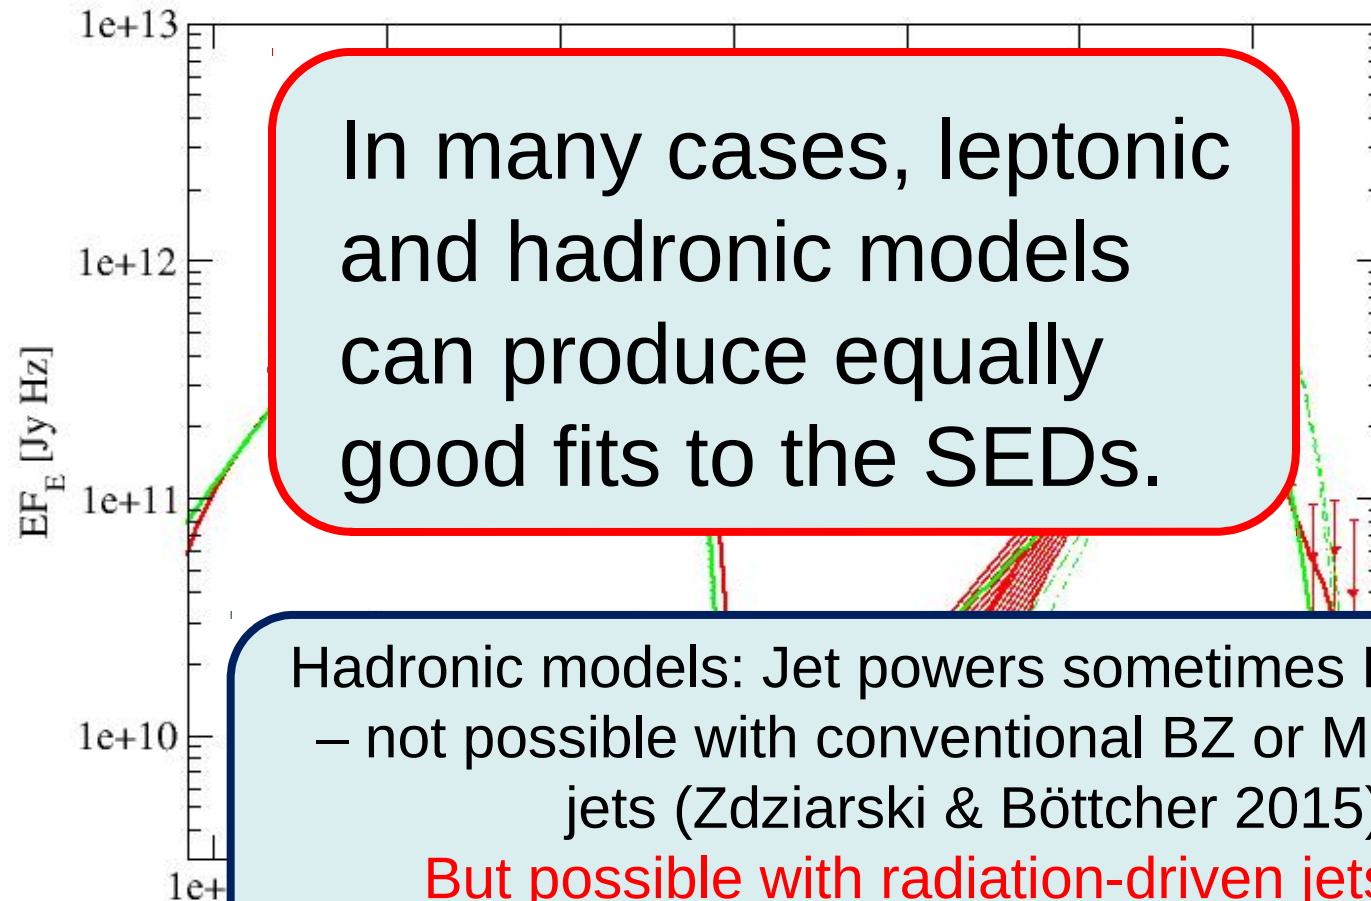 1e+13
In many cases, leptonic
and hadronic models
can produce equally
good fits to the SEDs.
1e+12
EF_E [Jy Hz]
1e+11
Hadronic models: Jet powers sometimes
– not possible with conventional BZ or
1e+10
jets (Zdziarski & Böttcher 2015)
But possible with radiation-driven jets
1e+